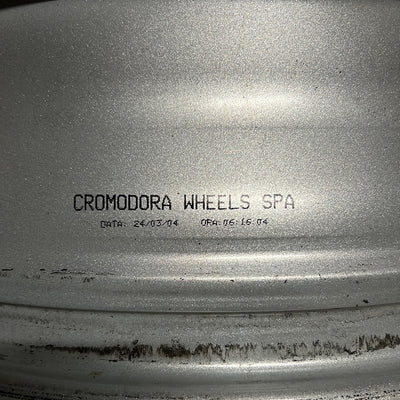 CROMODORA WHEELS SPA
DATA: 24/03/04 ORA:06:16:04